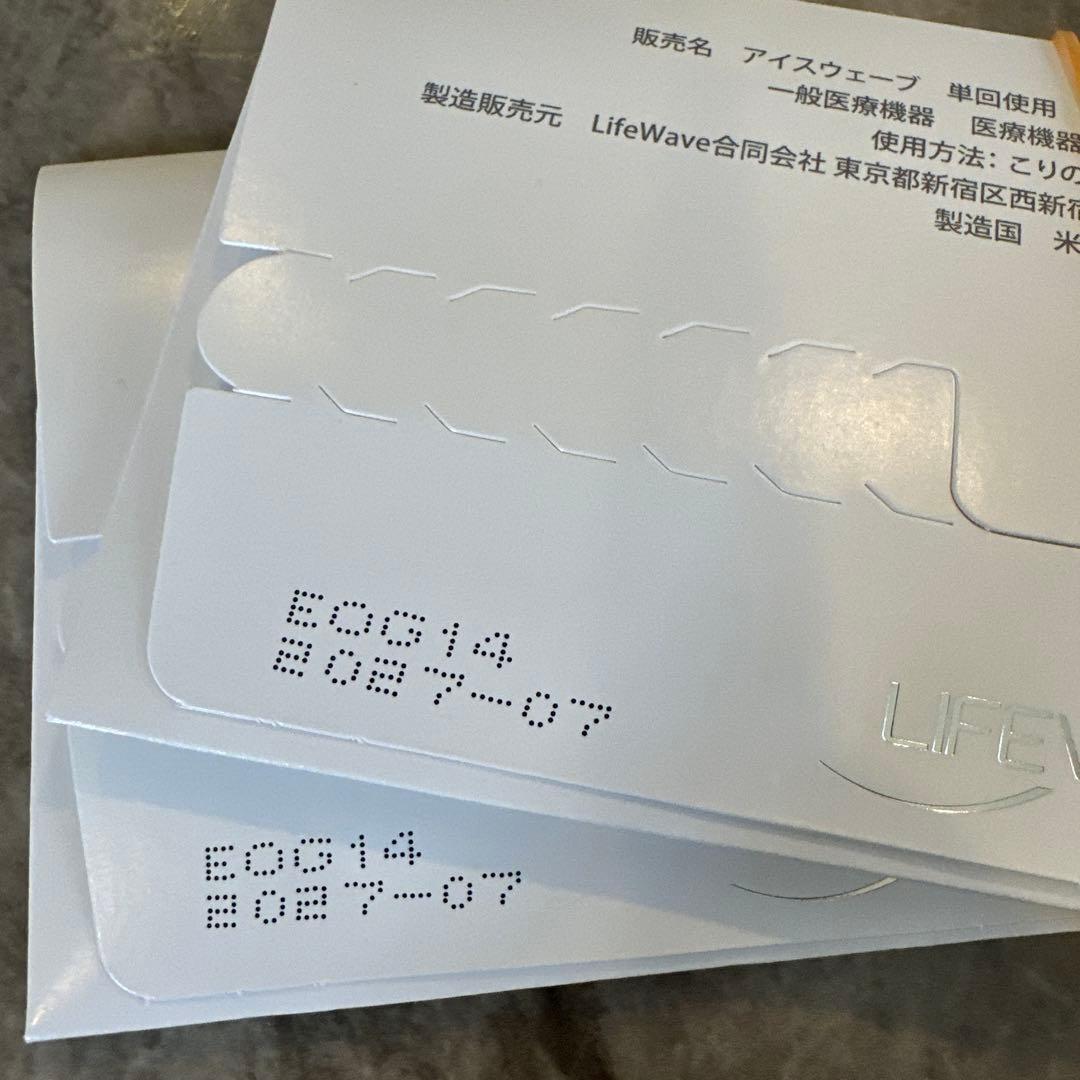 販売名 アイスウェーブ 単回使用
一般医療機器 医療機器
使用方法：こりの
製造販売元 LifeWave合同会社 東京都新宿区西新宿
製造国 米
EOG14
2027-07
LIFEW
EOG14
2027-07